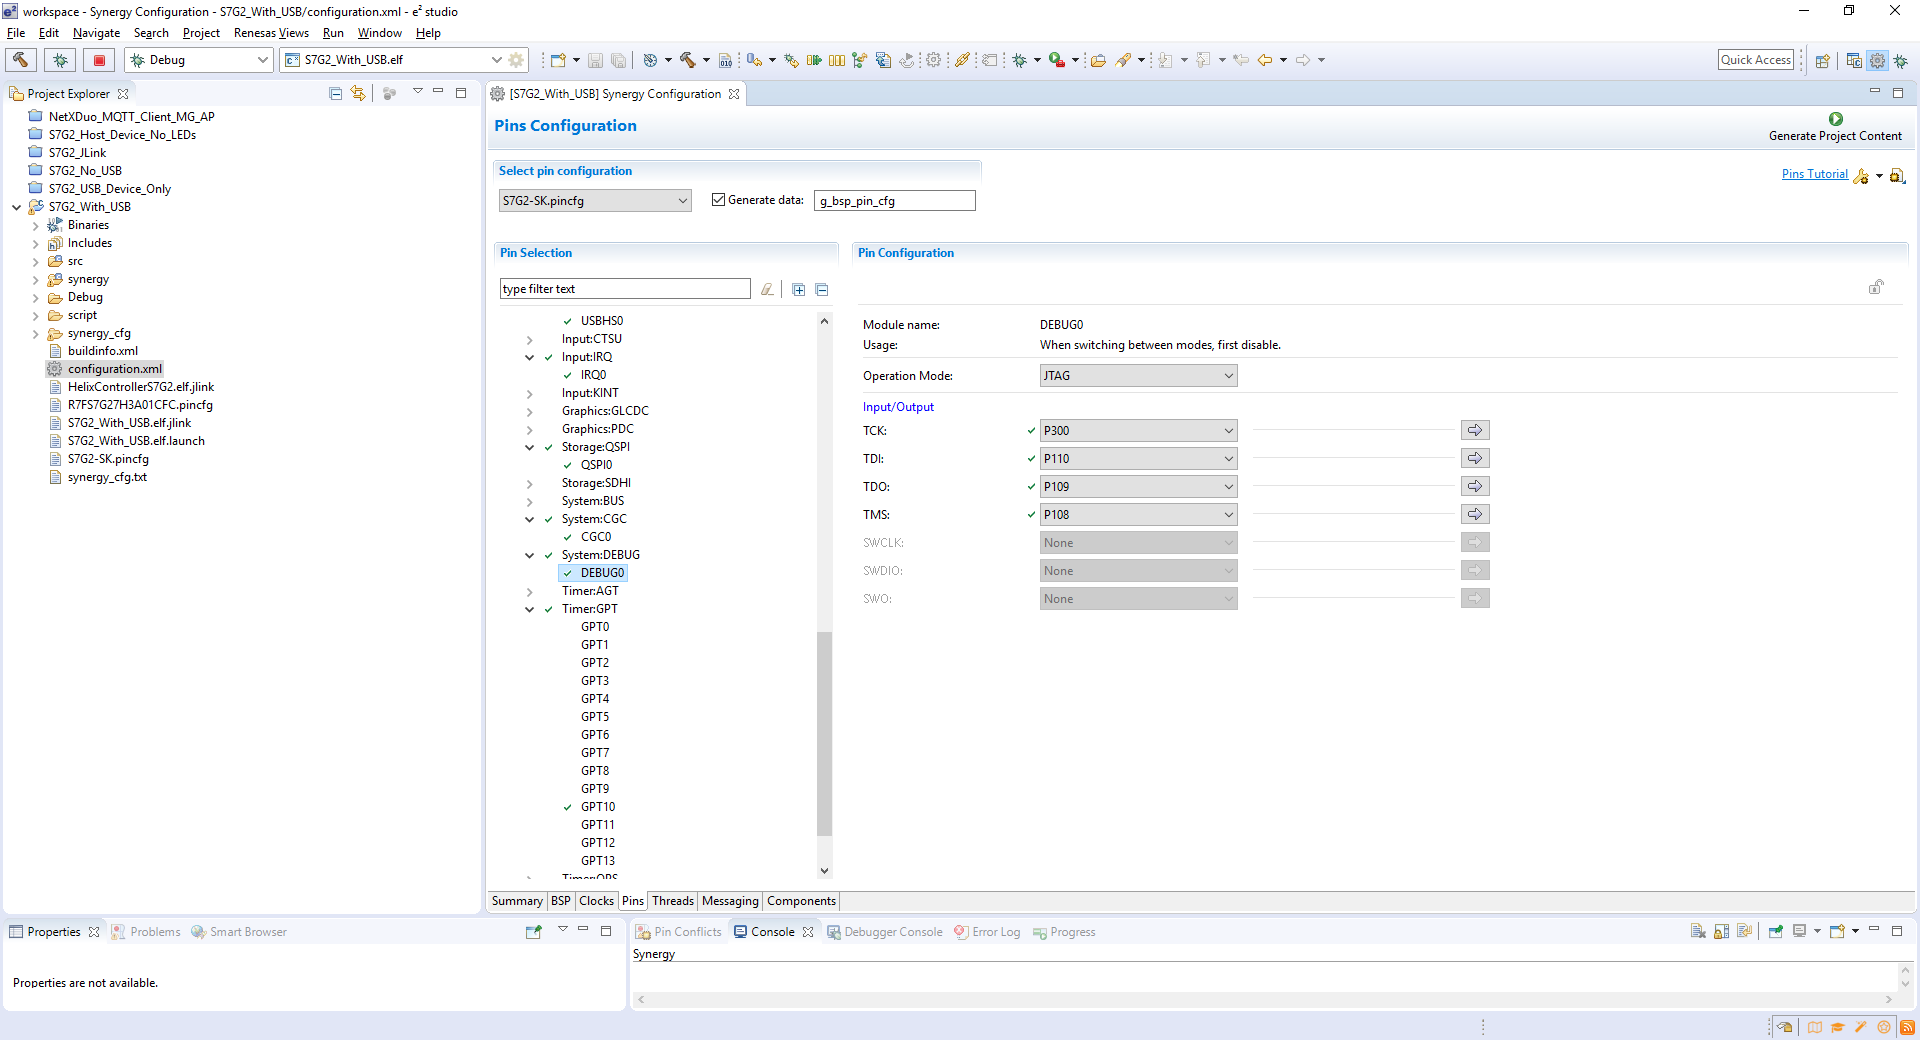 workspace - Synergy Configuration - S7G2_With_USB/configuration.xml - e² studio
File Edit Navigate Search Project Renesas Views Run Window Help
Debug
S7G2_With_USB.elf
Quick Access
Project Explorer
NetXDuo_MQTT_Client_MG_AP
S7G2_Host_Device_No_LEDs
S7G2_JLink
S7G2_No_USB
S7G2_USB_Device_Only
S7G2_With_USB
Binaries
Includes
src
synergy
Debug
script
synergy_cfg
buildinfo.xml
configuration.xml
HelixControllerS7G2.elf.jlink
R7FS7G27H3A01CFC.pincfg
S7G2_With_USB.elf.jlink
S7G2_With_USB.elf.launch
S7G2-SK.pincfg
synergy_cfg.txt
[S7G2_With_USB] Synergy Configuration
Pins Configuration
Generate Project Content
Select pin configuration
Pins Tutorial
S7G2-SK.pincfg
Generate data:
g_bsp_pin_cfg
Pin Selection
type filter text
USBHS0
Input:CTSU
Input:IRQ
IRQ0
Input:KINT
Graphics:GLCDC
Graphics:PDC
Storage:QSPI
QSPI0
Storage:SDHI
System:BUS
System:CGC
CGC0
System:DEBUG
DEBUG0
Timer:AGT
Timer:GPT
GPT0
GPT1
GPT2
GPT3
GPT4
GPT5
GPT6
GPT7
GPT8
GPT9
GPT10
GPT11
GPT12
GPT13
Timer:OPS
Pin Configuration
Module name: DEBUG0
Usage: When switching between modes, first disable.
Operation Mode: JTAG
Input/Output
TCK: P300
TDI: P110
TDO: P109
TMS: P108
SWCLK: None
SWDIO: None
SWO: None
Summary BSP Clocks Pins Threads Messaging Components
Properties Problems Smart Browser
Properties are not available.
Pin Conflicts Console Debugger Console Error Log Progress
Synergy